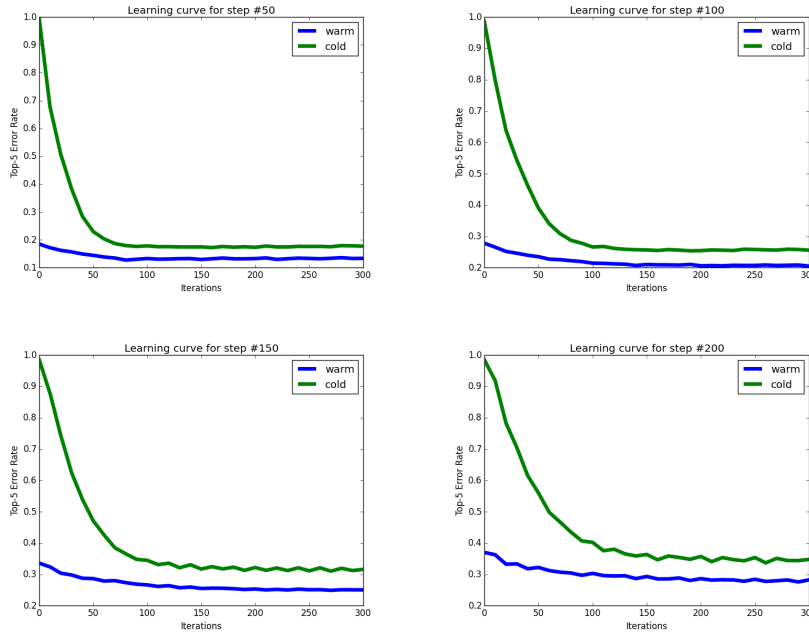 Learning curve for step #50
1.0
0.9
0.8
0.7
0.6
0.5
0.4
0.3
0.2
0.1
Top-5 Error Rate
warm
cold
0 50 100 150 200 250 300
Iterations
Learning curve for step #100
1.0
0.9
0.8
0.7
0.6
0.5
0.4
0.3
0.2
Top-5 Error Rate
warm
cold
0 50 100 150 200 250 300
Iterations
Learning curve for step #150
1.0
0.9
0.8
0.7
0.6
0.5
0.4
0.3
0.2
Top-5 Error Rate
warm
cold
0 50 100 150 200 250 300
Iterations
Learning curve for step #200
1.0
0.9
0.8
0.7
0.6
0.5
0.4
0.3
0.2
Top-5 Error Rate
warm
cold
0 50 100 150 200 250 300
Iterations